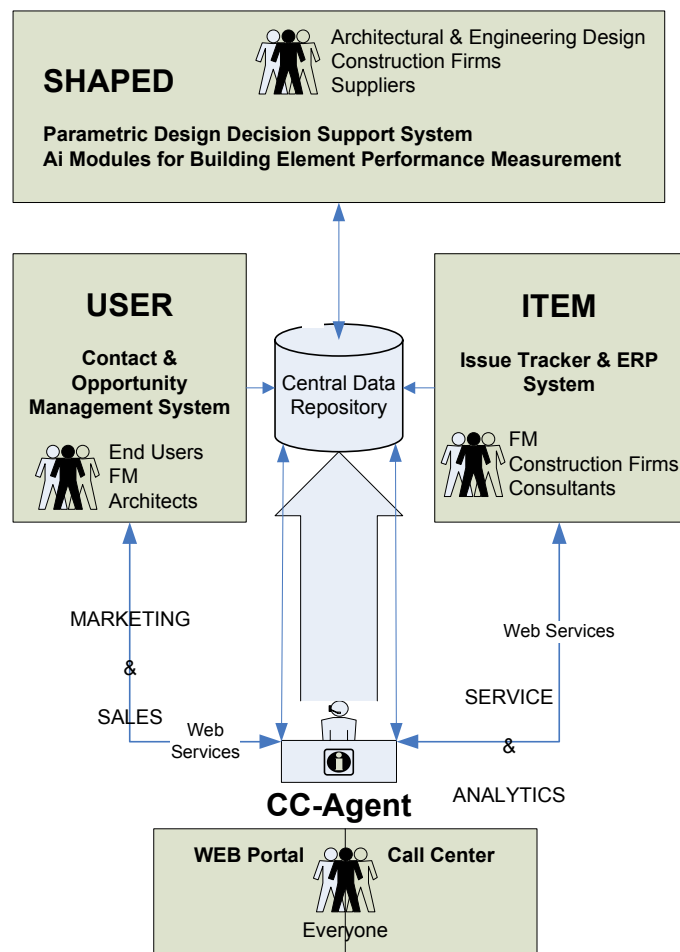 SHAPED
Architectural & Engineering Design
Construction Firms
Suppliers
Parametric Design Decision Support System
Ai Modules for Building Element Performance Measurement
USER
Contact &
Opportunity
Management System
End Users
FM
Architects
Central Data
Repository
ITEM
Issue Tracker & ERP
System
FM
Construction Firms
Consultants
MARKETING
&
SALES
Web
Services
Web Services
SERVICE
&
ANALYTICS
i
CC-Agent
WEB Portal
Call Center
Everyone